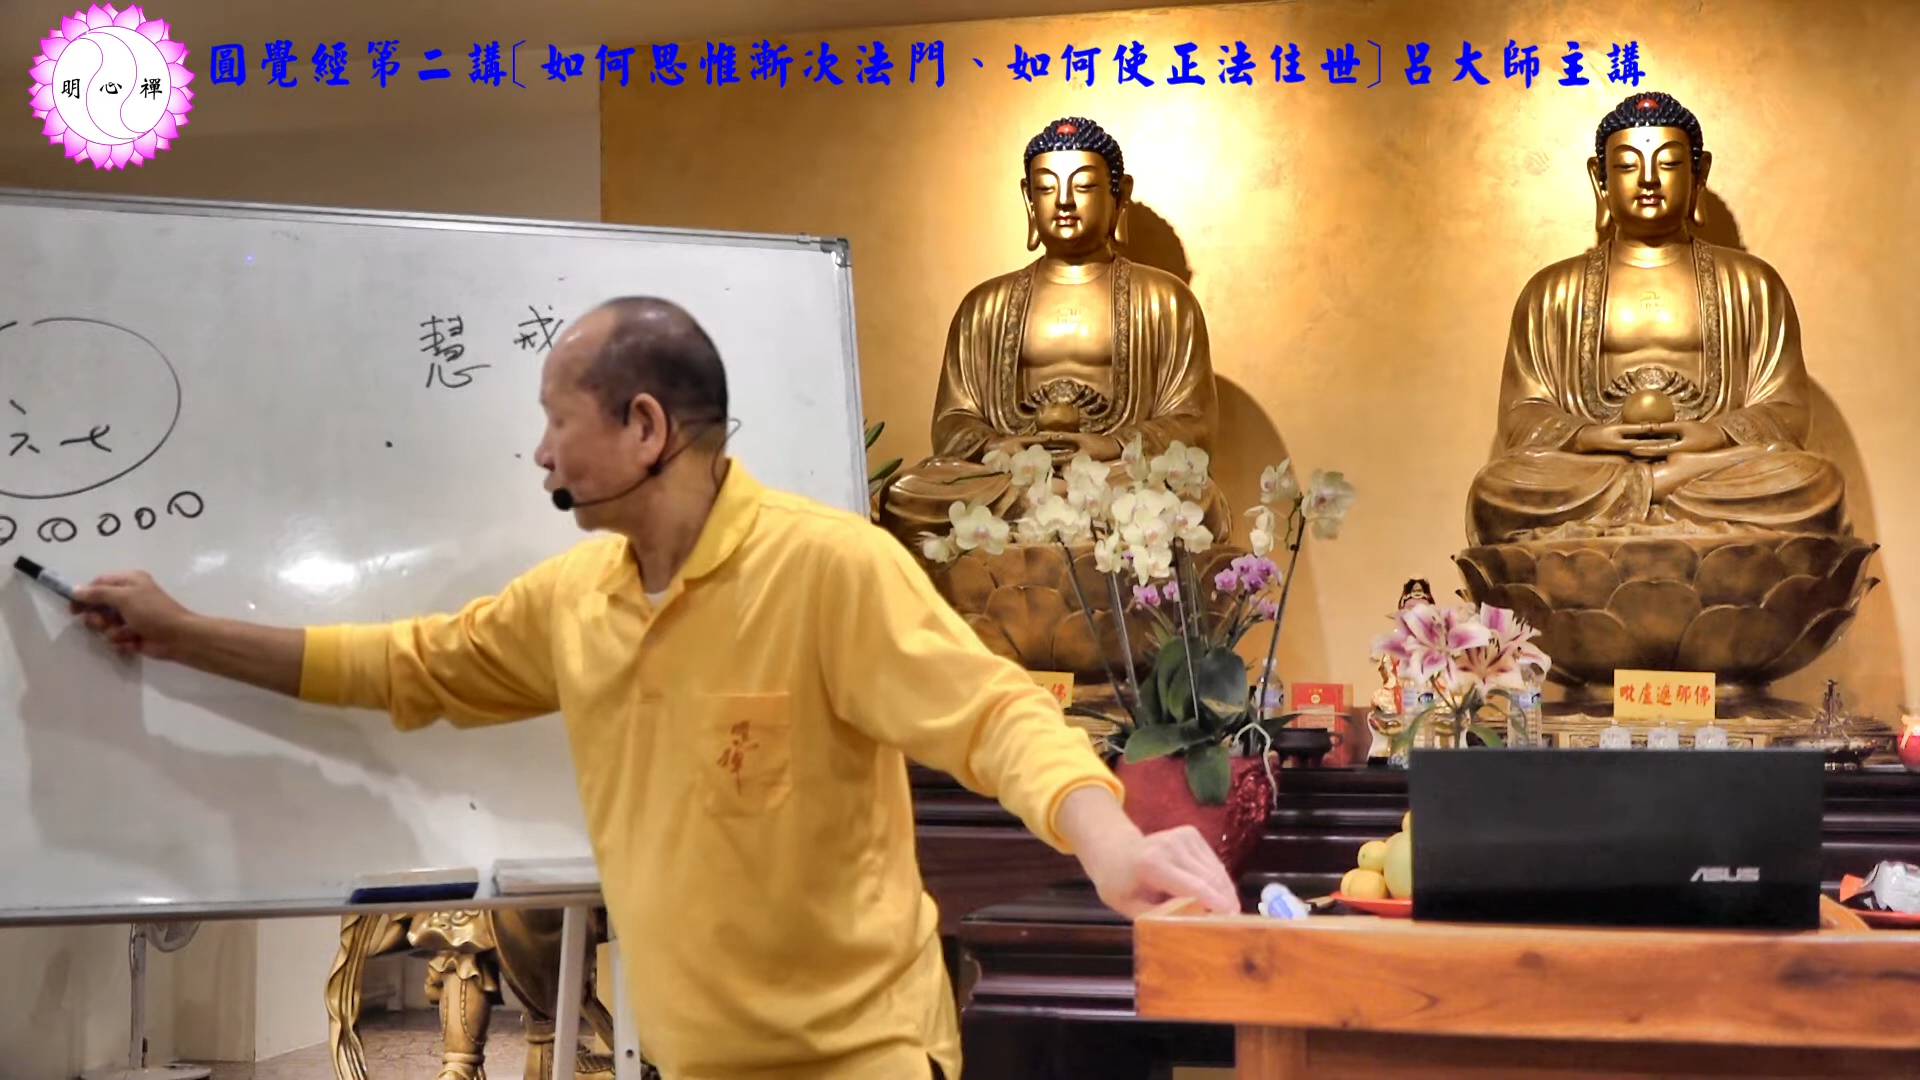 明心禪
圓覺經第二講〔如何思惟漸次法門、如何使正法住世〕呂大師主講
慧 戒
六 七
00000
佛
毗盧遮那佛
ASUS